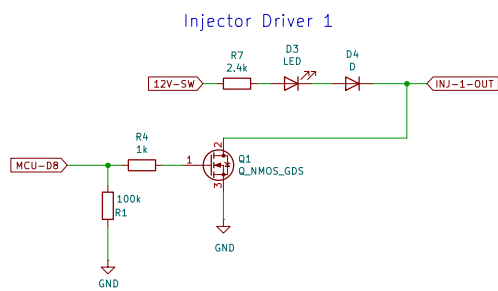 Injector Driver 1
R7
2.4k
D3
LED
D4
D
12V-SW
INJ-1-OUT
R4
1k
MCU-D8
1
2
3
Q1
Q_NMOS_GDS
100k
R1
GND
GND